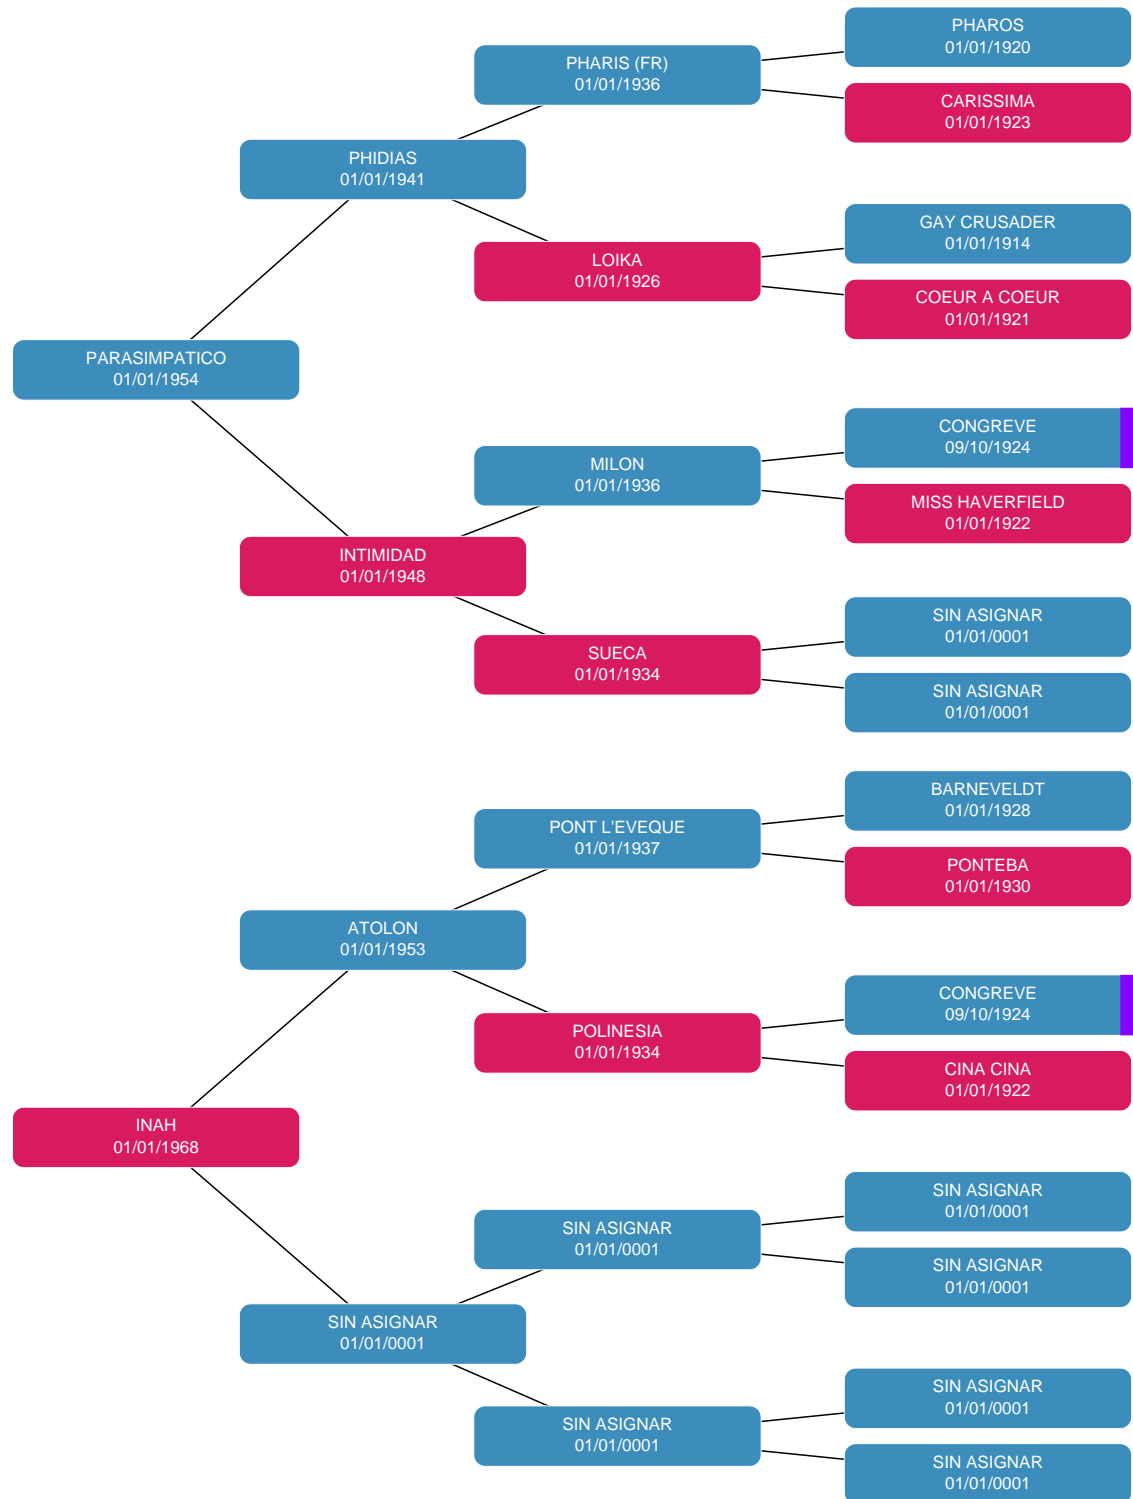 PHAROS
01/01/1920
PHARIS (FR)
01/01/1936
CARISSIMA
01/01/1923
PHIDIAS
01/01/1941
GAY CRUSADER
01/01/1914
LOIKA
01/01/1926
COEUR A COEUR
01/01/1921
PARASIMPATICO
01/01/1954
CONGREVE
09/10/1924
MILON
01/01/1936
MISS HAVERFIELD
01/01/1922
INTIMIDAD
01/01/1948
SIN ASIGNAR
01/01/0001
SUECA
01/01/1934
SIN ASIGNAR
01/01/0001
BARNEVELDT
01/01/1928
PONT L'EVEQUE
01/01/1937
PONTEBA
01/01/1930
ATOLON
01/01/1953
CONGREVE
09/10/1924
POLINESIA
01/01/1934
CINA CINA
01/01/1922
INAH
01/01/1968
SIN ASIGNAR
01/01/0001
SIN ASIGNAR
01/01/0001
SIN ASIGNAR
01/01/0001
SIN ASIGNAR
01/01/0001
SIN ASIGNAR
01/01/0001
SIN ASIGNAR
01/01/0001
SIN ASIGNAR
01/01/0001